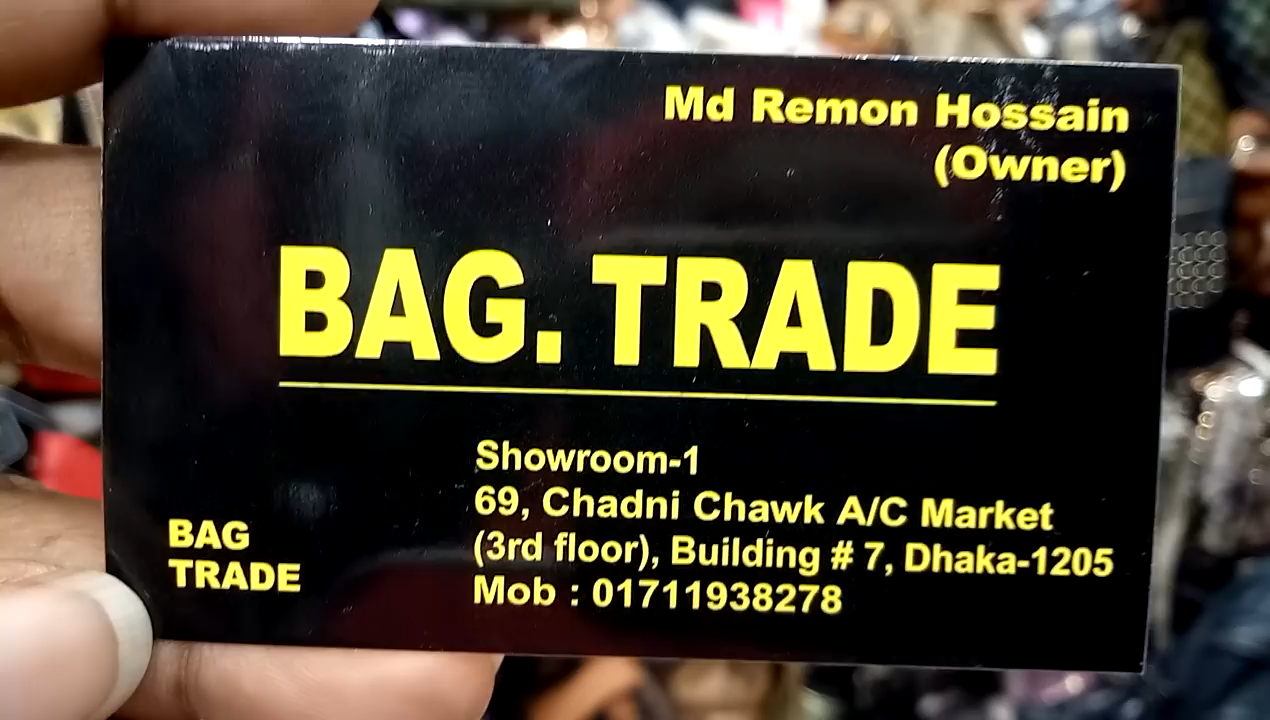 Md Remon Hossain
(Owner)
BAG. TRADE
Showroom-1
69, Chadni Chawk A/C Market
(3rd floor), Building # 7, Dhaka-1205
Mob : 01711938278
BAG
TRADE